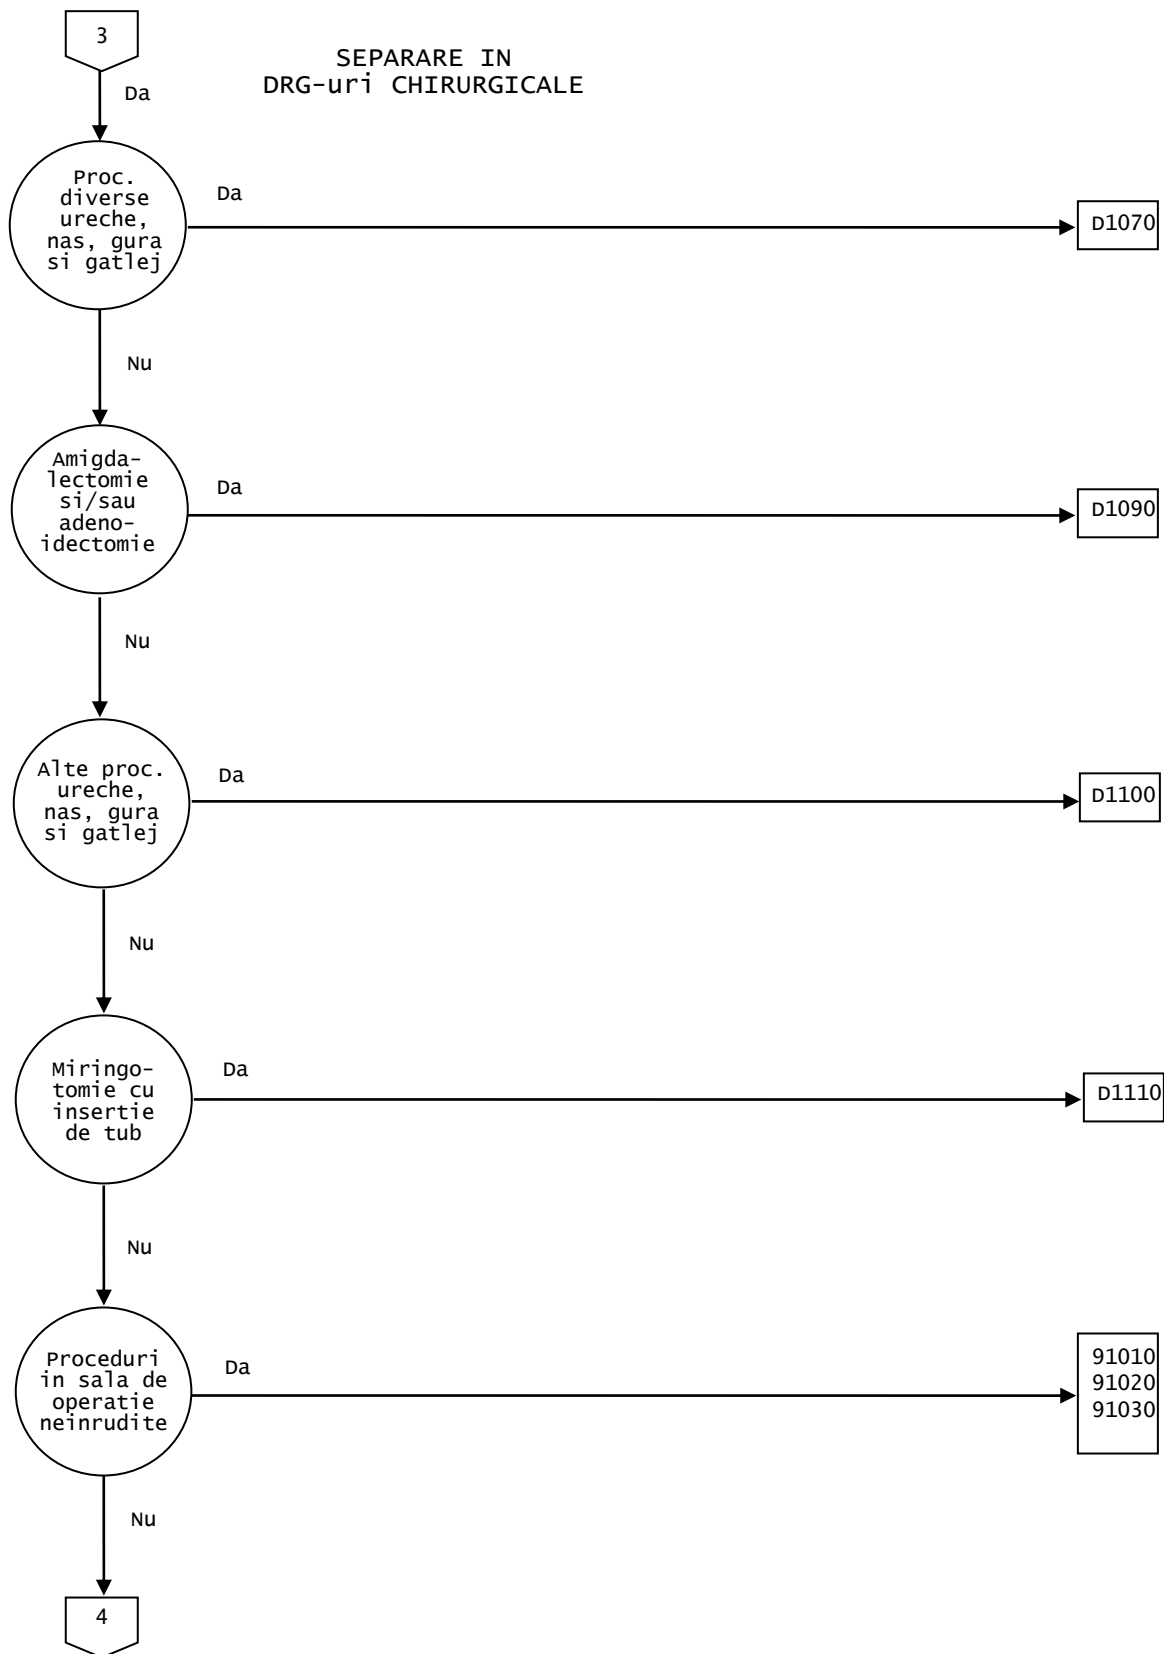 3
SEPARARE IN
DRG-uri CHIRURGICALE
Da
Proc.
diverse
ureche,
nas, gura
si gatlej
Da
D1070
Nu
Amigda-
lectomie
si/sau
adeno-
idectomie
Da
D1090
Nu
Alte proc.
ureche,
nas, gura
si gatlej
Da
D1100
Nu
Miringo-
tomie cu
insertie
de tub
Da
D1110
Nu
Proceduri
in sala de
operatie
neinrudite
Da
91010
91020
91030
Nu
4